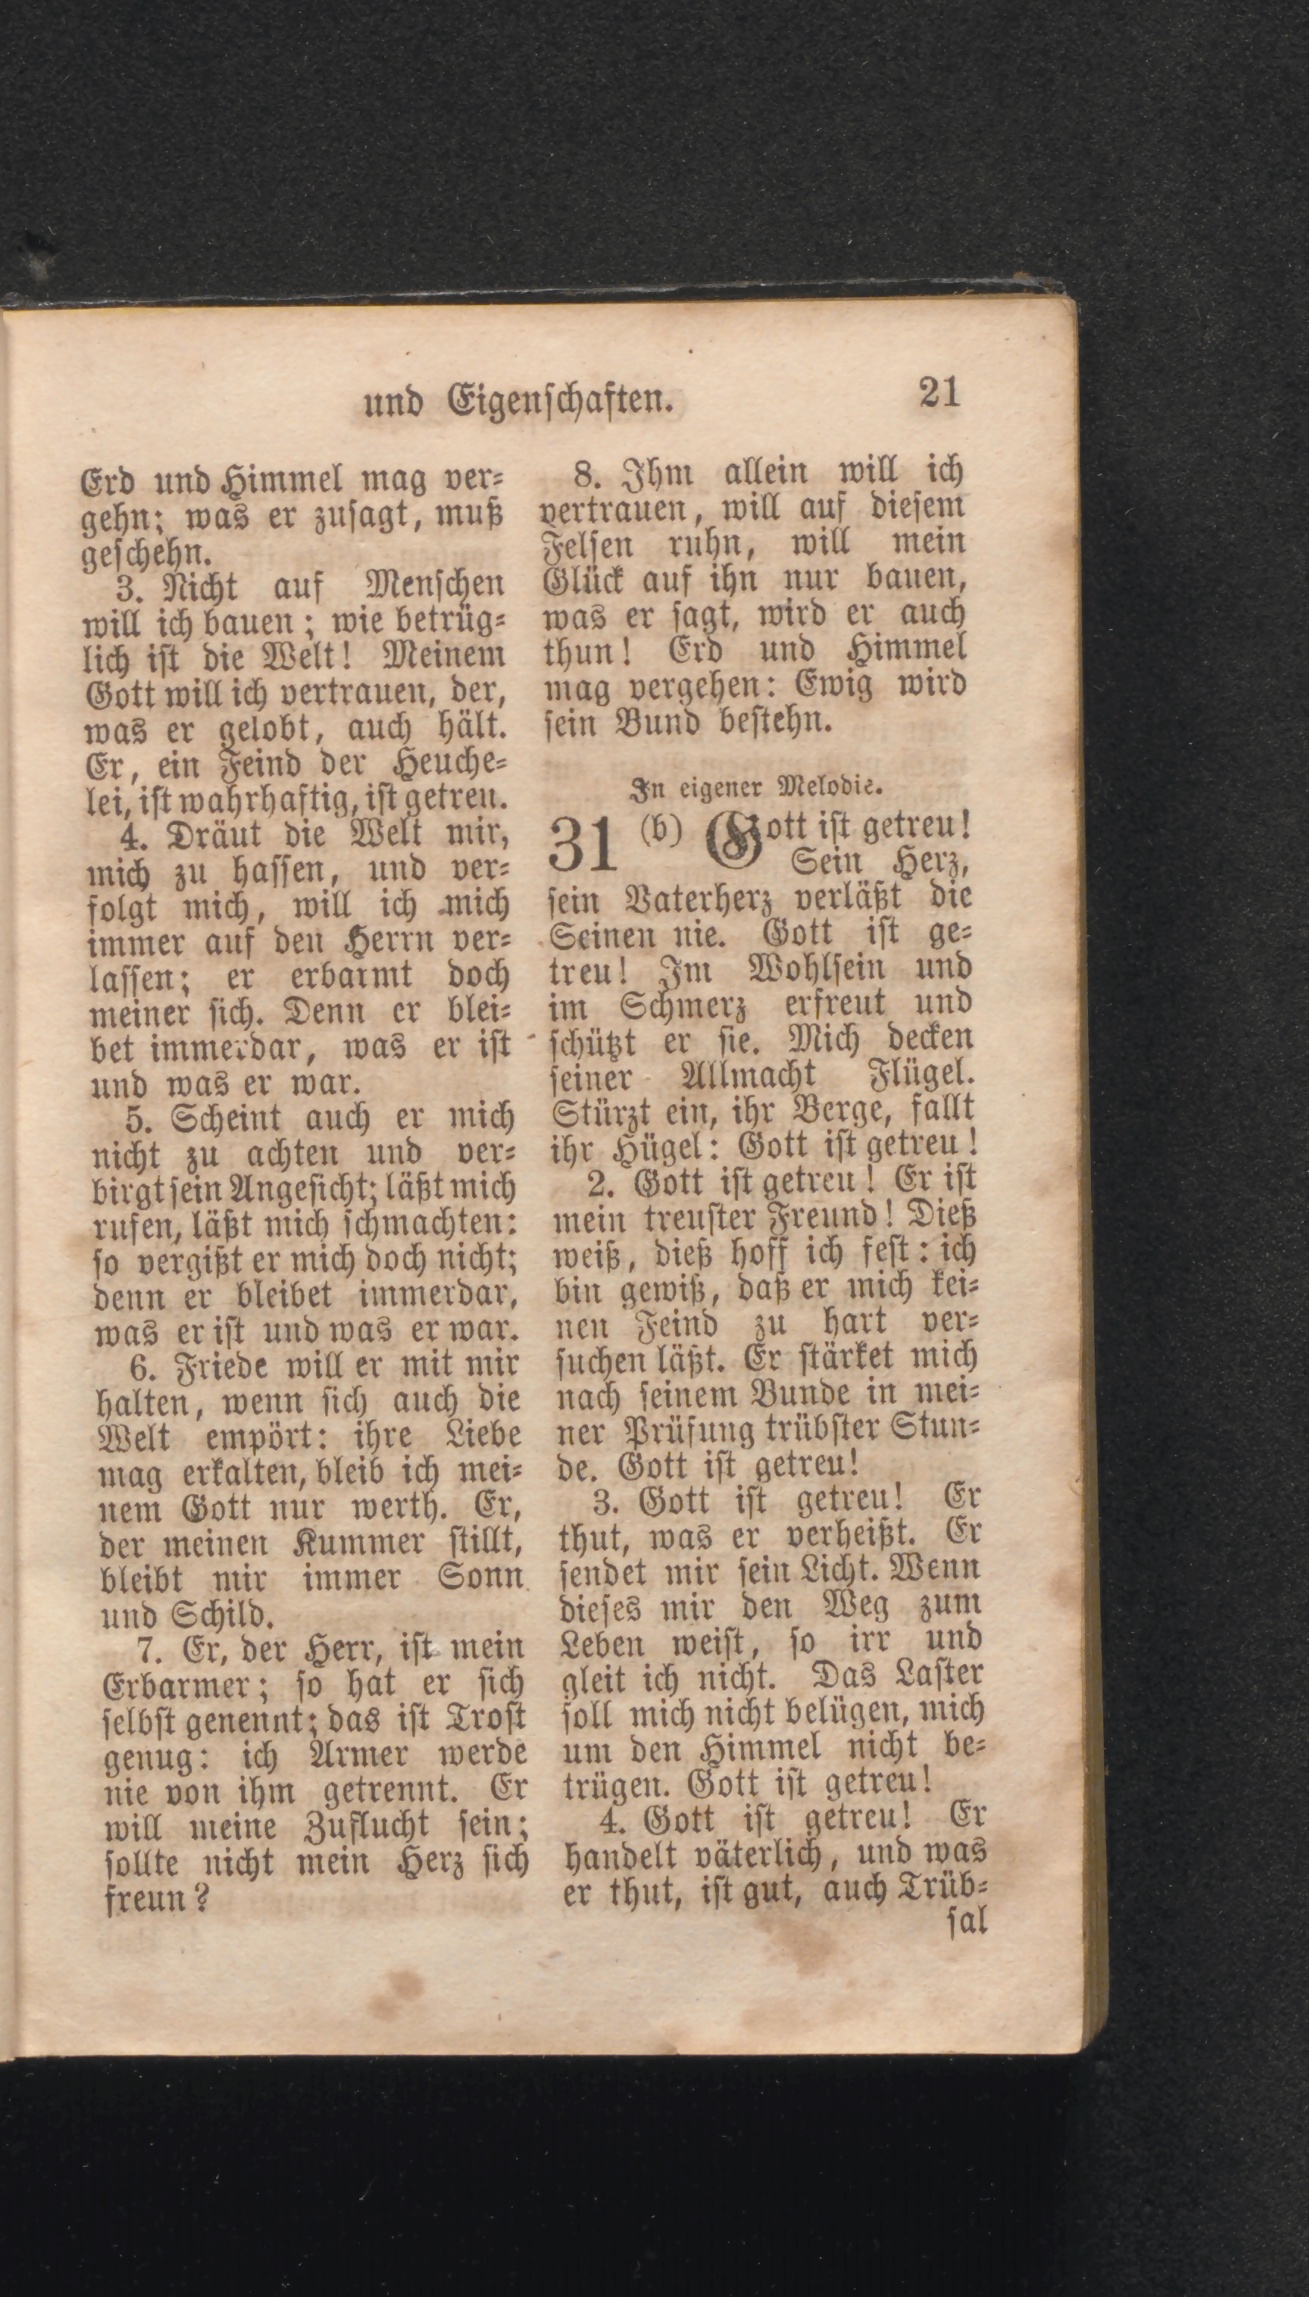 und Eigenschaften.
21
Erd und Himmel mag ver-
gehn; was er zusagt, muß
geschehn.
3. Nicht auf Menschen
will ich bauen; wie betrüg-
lich ist die Welt! Meinem
Gott will ich vertrauen, der,
was er gelobt, auch hält.
Er, ein Feind der Heuche-
lei, ist wahrhaftig, ist getreu.
4. Dräut die Welt mir,
mich zu hassen, und ver-
folgt mich, will ich mich
immer auf den Herrn ver-
lassen; er erbarmt doch
meiner sich. Denn er blei-
bet immerdar, was er ist
und was er war.
5. Scheint auch er mich
nicht zu achten und ver-
birgt sein Angesicht; läßt mich
rufen, läßt mich schmachten:
so vergißt er mich doch nicht;
denn er bleibet immerdar,
was er ist und was er war.
6. Friede will er mit mir
halten, wenn sich auch die
Welt empört: ihre Liebe
mag erkalten, bleib ich mei-
nem Gott nur werth. Er,
der meinen Kummer stillt,
bleibt mir immer Sonn
und Schild.
7. Er, der Herr, ist mein
Erbarmer; so hat er sich
selbst genennt; das ist Trost
genug: ich Armer werde
nie von ihm getrennt. Er
will meine Zuflucht sein;
sollte nicht mein Herz sich
freun?
8. Ihm allein will ich
vertrauen, will auf diesem
Felsen ruhn, will mein
Glück auf ihn nur bauen,
was er sagt, wird er auch
thun! Erd und Himmel
mag vergehen: Ewig wird
sein Bund bestehn.
In eigener Melodie.
31 (b) Gott ist getreu!
Sein Herz,
sein Vaterherz verläßt die
Seinen nie. Gott ist ge-
treu! Im Wohlsein und
im Schmerz erfreut und
schützt er sie. Mich decken
seiner Allmacht Flügel.
Stürzt ein, ihr Berge, fallt
ihr Hügel: Gott ist getreu!
2. Gott ist getreu! Er ist
mein treuster Freund! Dieß
weiß, dieß hoff ich fest: ich
bin gewiß, daß er mich kei-
nen Feind zu hart ver-
suchen läßt. Er stärket mich
nach seinem Bunde in mei-
ner Prüfung trübster Stun-
de. Gott ist getreu!
3. Gott ist getreu! Er
thut, was er verheißt. Er
sendet mir sein Licht. Wenn
dieses mir den Weg zum
Leben weist, so irr und
gleit ich nicht. Das Laster
soll mich nicht belügen, mich
um den Himmel nicht be-
trügen. Gott ist getreu!
4. Gott ist getreu! Er
handelt väterlich, und was
er thut, ist gut, auch Trüb-
sal